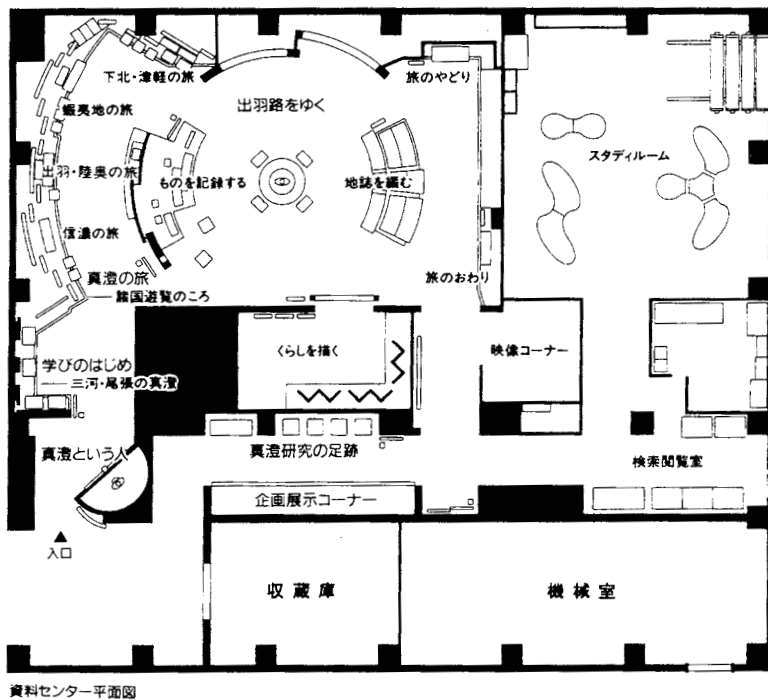 下北・津軽の旅
旅のやどり
出羽路をゆく
蝦夷地の旅
スタディルーム
出羽・陸奥の旅
ものを記録する
地誌を編む
信濃の旅
真澄の旅
旅のおわり
諸国遊覧のころ
くらしを描く
映像コーナー
学びのはじめ
三河・尾張の真澄
真澄という人
真澄研究の足跡
検索閲覧室
企画展示コーナー
入口
収蔵庫
機械室
資料センター平面図